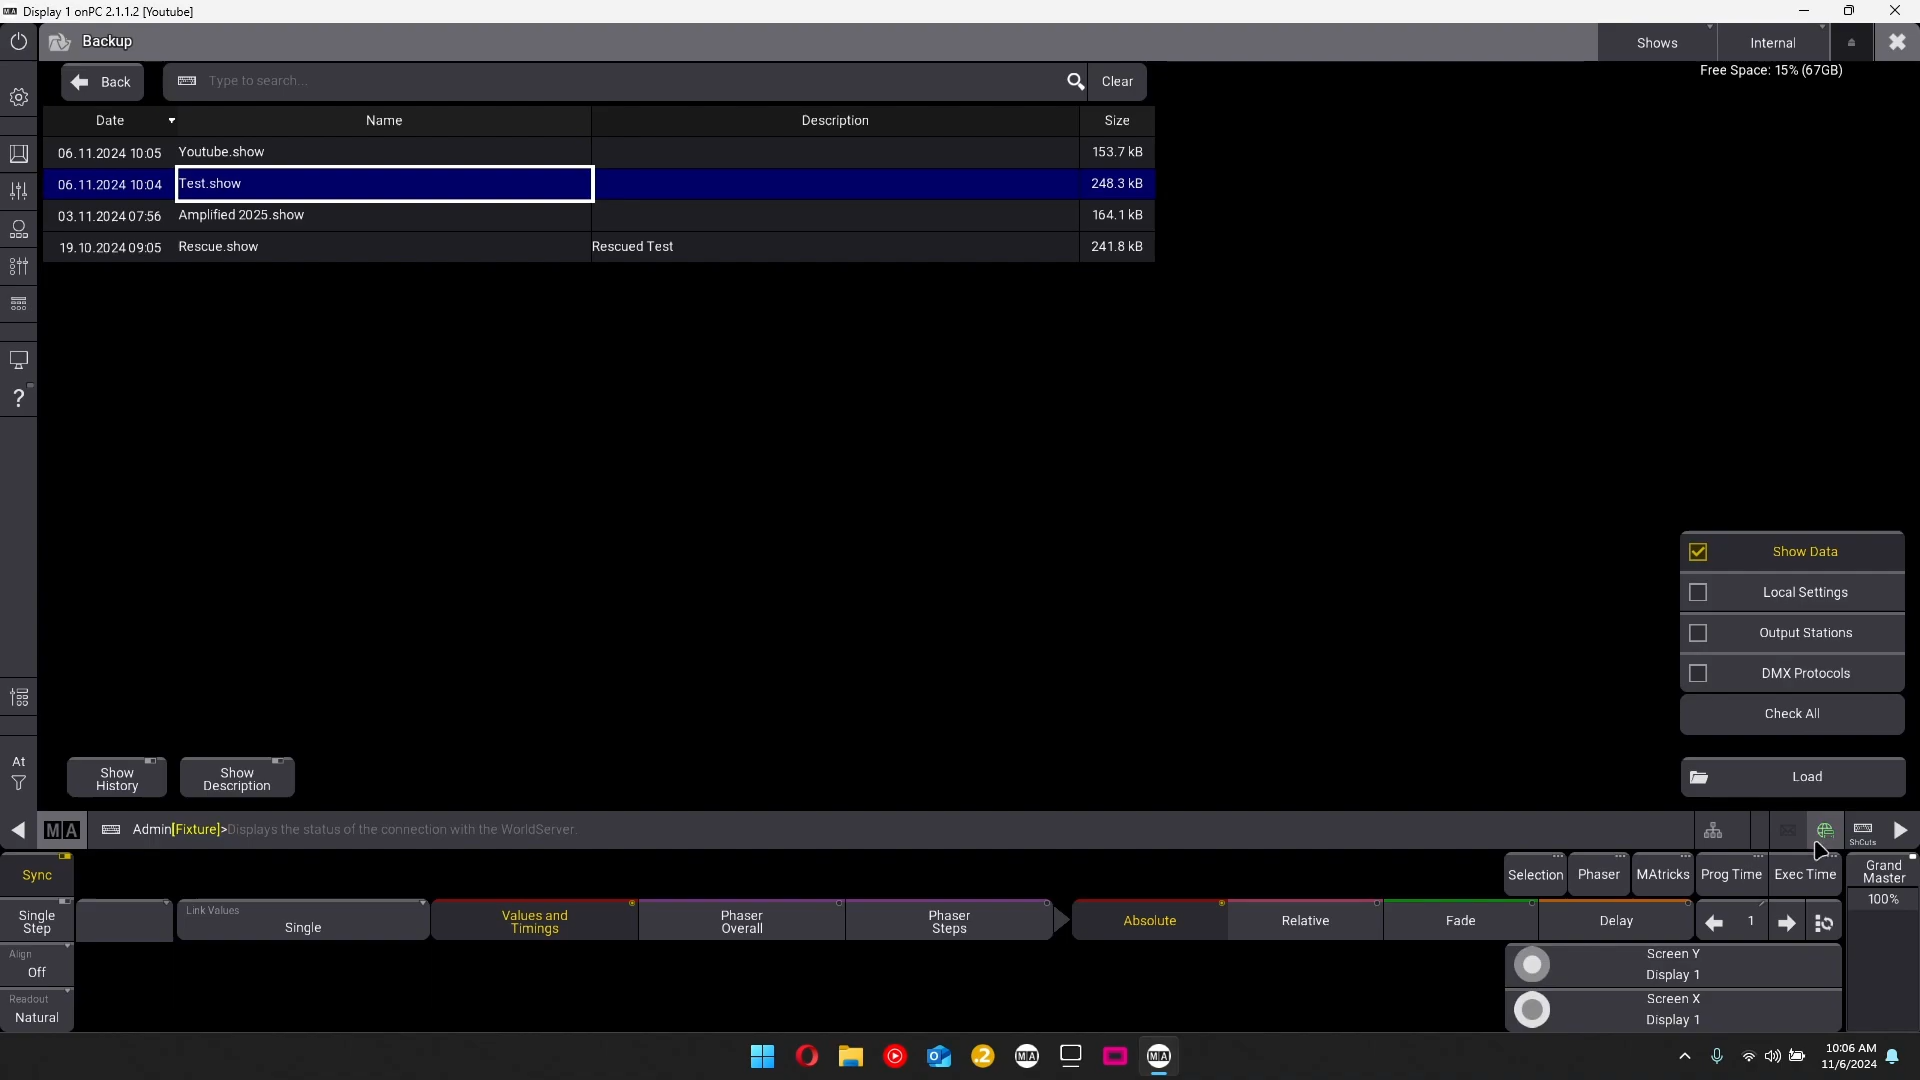 Display 1 onPC 2.1.1.2 [Youtube]
Backup
Shows
Internal
Free Space: 15% (67GB)
Back
Type to search...
Clear
Date Name Description Size
06.11.2024 10:05 Youtube.show 153.7 kB
06.11.2024 10:04 Test.show 248.3 kB
03.11.2024 07:56 Amplified 2025.show 164.1 kB
19.10.2024 09:05 Rescue.show Rescued Test 241.8 kB
Show Data
Local Settings
Output Stations
DMX Protocols
Check All
At
Show
History
Show
Description
Load
MA
Admin[Fixture]>Displays the status of the connection with the WorldServer.
ShCuts
Sync
Selection
Phaser
MAtricks
Prog Time
Exec Time
Grand
Master
100%
Single
Step
Link Values
Single
Values and
Timings
Phaser
Overall
Phaser
Steps
Absolute
Relative
Fade
Delay
1
Align
Off
Screen Y
Display 1
Readout
Natural
Screen X
Display 1
10:06 AM
11/6/2024